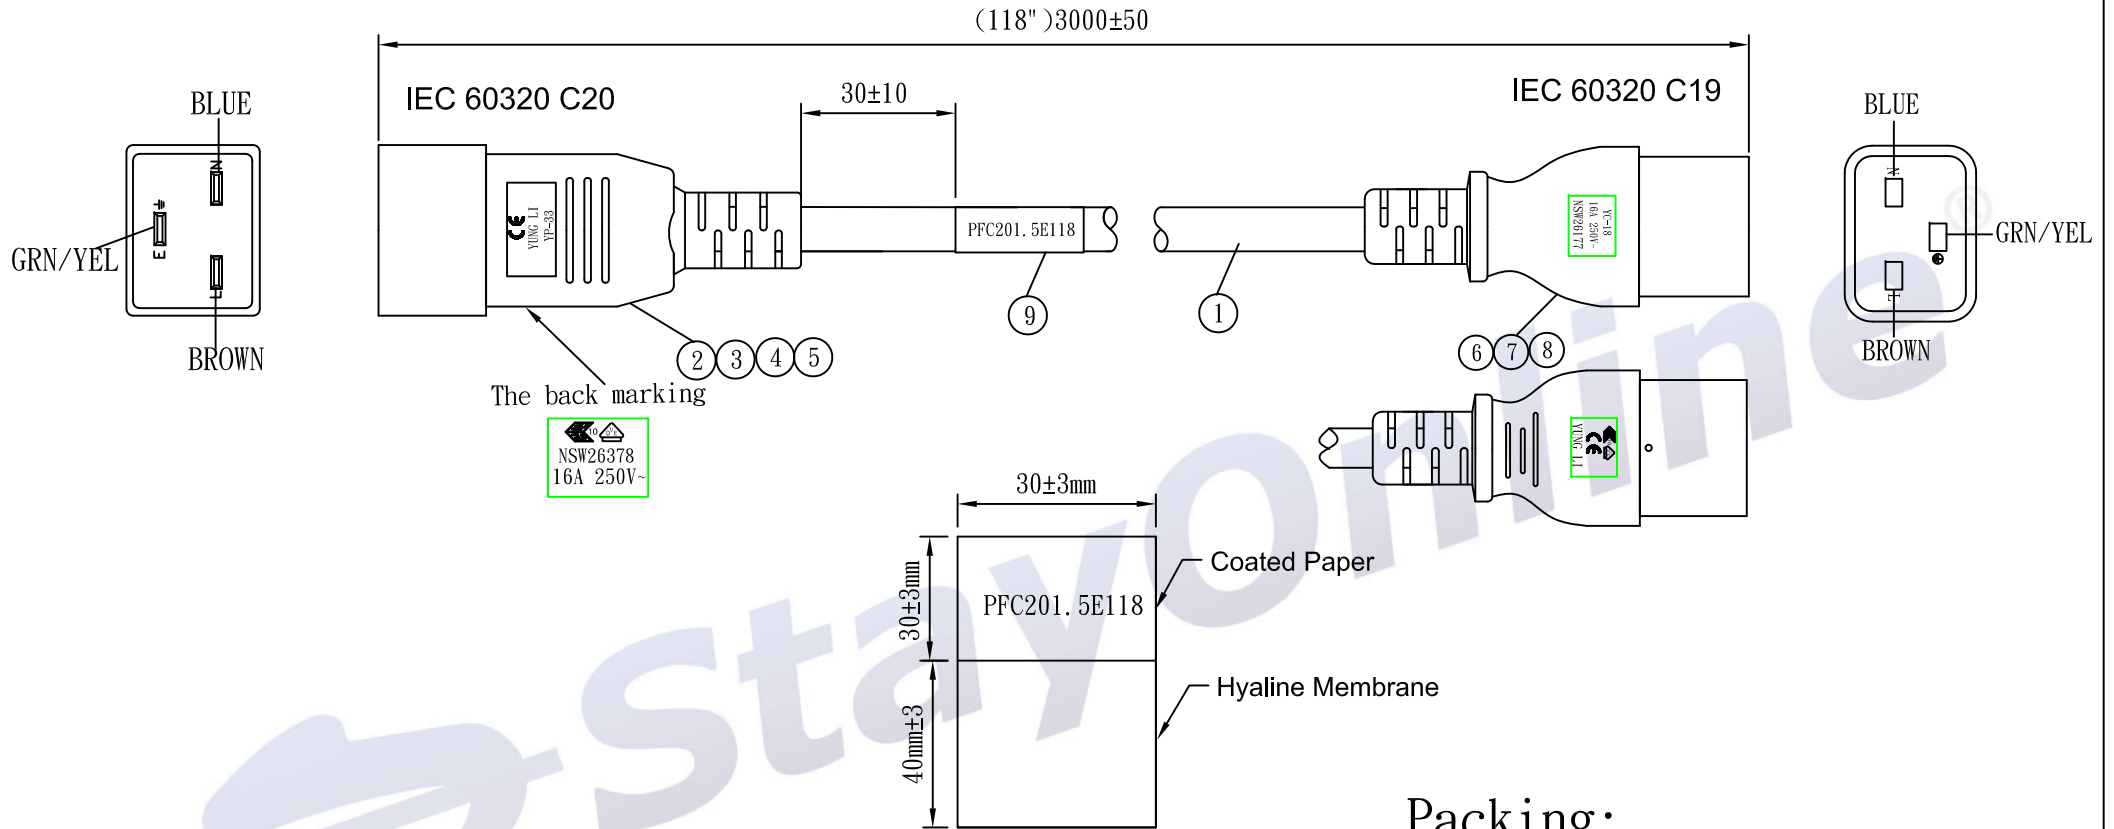 (118")3000±50
IEC 60320 C20
30±10
IEC 60320 C19
BLUE
BLUE
N
E
L
GRN/YEL
BROWN
CE
YUNG LI
YP-33
PFC201.5E118
YC-18
16A 250V~
NSW26177
N
L
GRN/YEL
BROWN
9
1
2 3 4 5
6 7 8
The back marking
10
NSW26378
16A 250V~
CE
YUNG LI
30±3mm
Coated Paper
30±3mm
PFC201.5E118
Hyaline Membrane
40mm±3
StayOnline®
Packing: